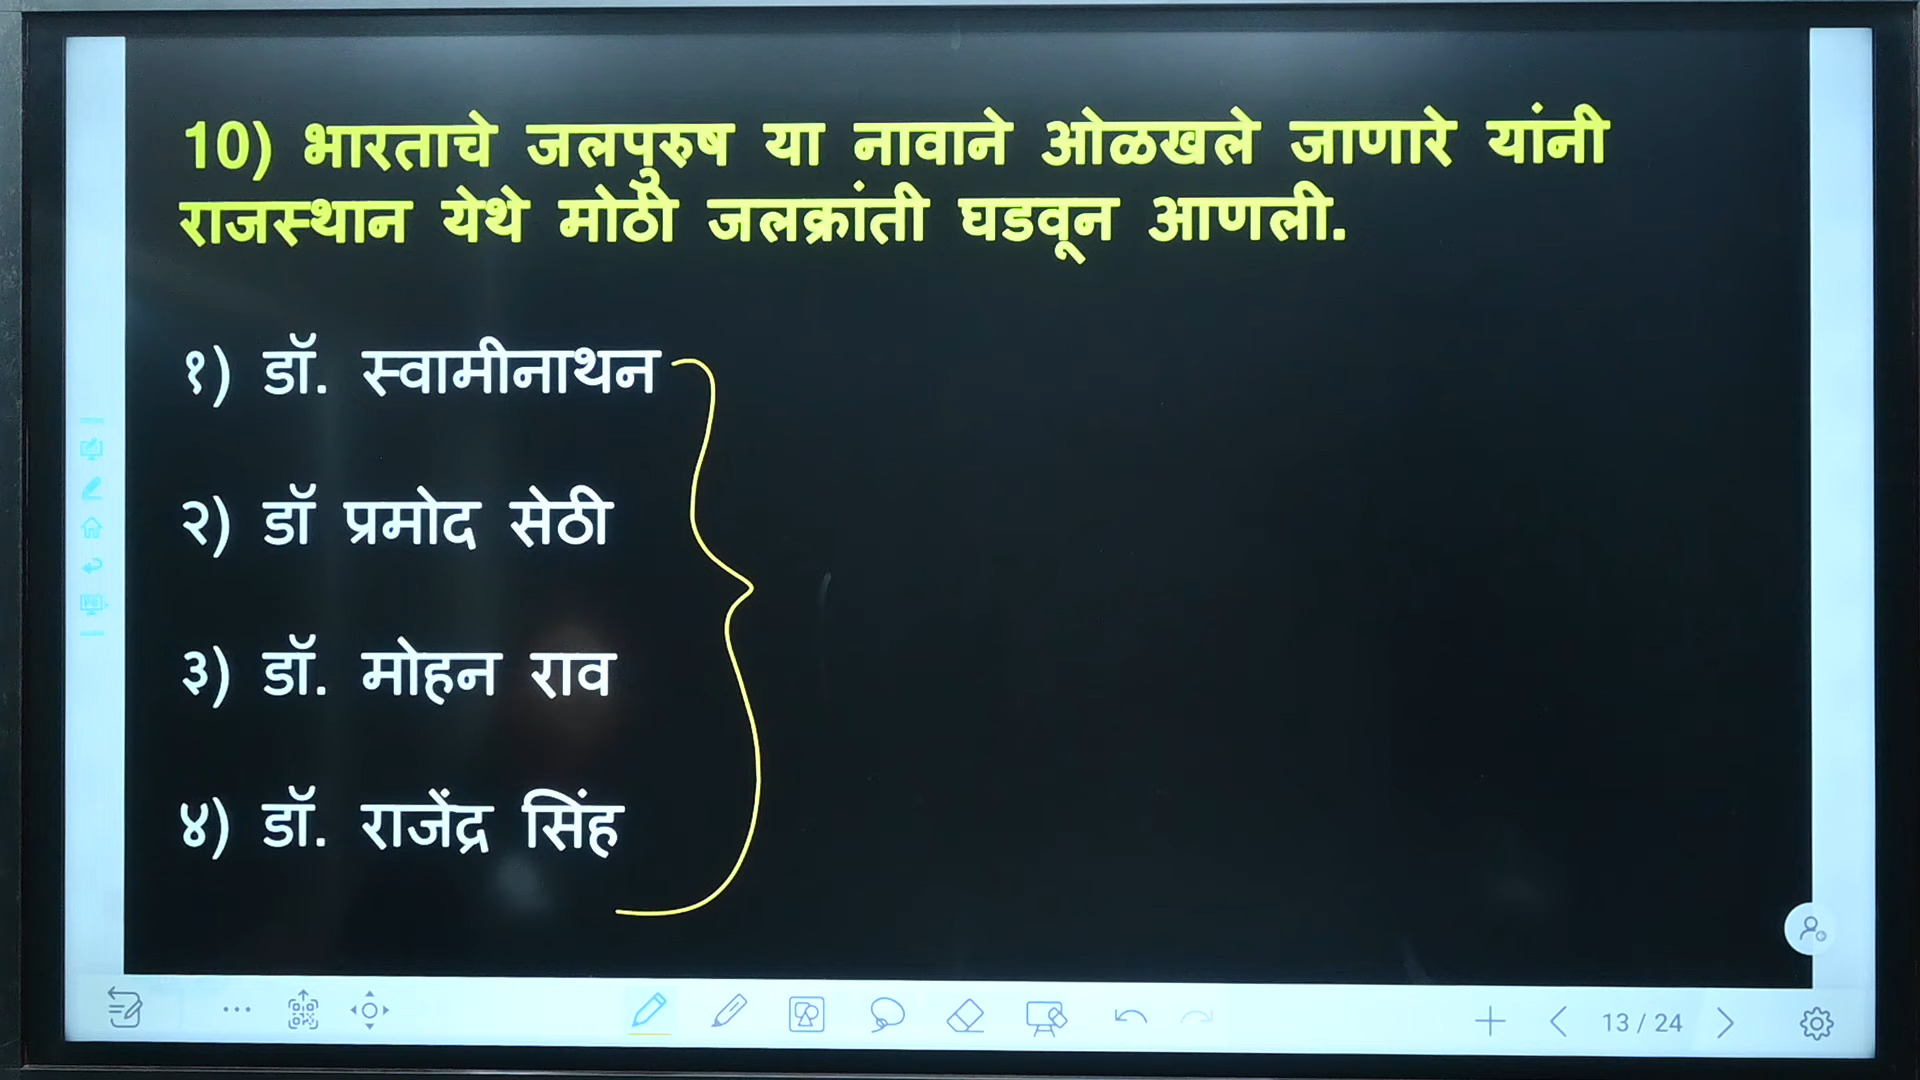 10) भारताचे जलपुरुष या नावाने ओळखले जाणारे यांनी
राजस्थान येथे मोठी जलक्रांती घडवून आणली.
१) डॉ. स्वामीनाथन
२) डॉ प्रमोद सेठी
३) डॉ. मोहन राव
४) डॉ. राजेंद्र सिंह
13 / 24